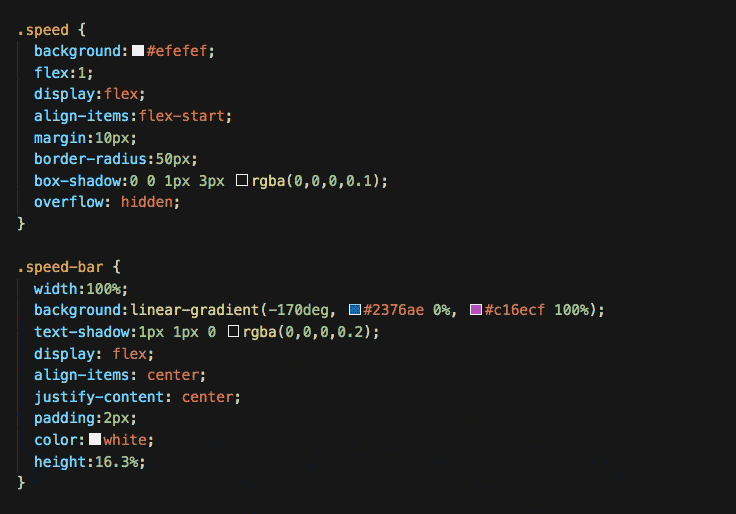 .speed {
  background:#efefef;
  flex:1;
  display:flex;
  align-items:flex-start;
  margin:10px;
  border-radius:50px;
  box-shadow:0 0 1px 3px rgba(0,0,0,0.1);
  overflow: hidden;
}

.speed-bar {
  width:100%;
  background:linear-gradient(-170deg, #2376ae 0%, #c16ecf 100%);
  text-shadow:1px 1px 0 rgba(0,0,0,0.2);
  display: flex;
  align-items: center;
  justify-content: center;
  padding:2px;
  color:white;
  height:16.3%;
}